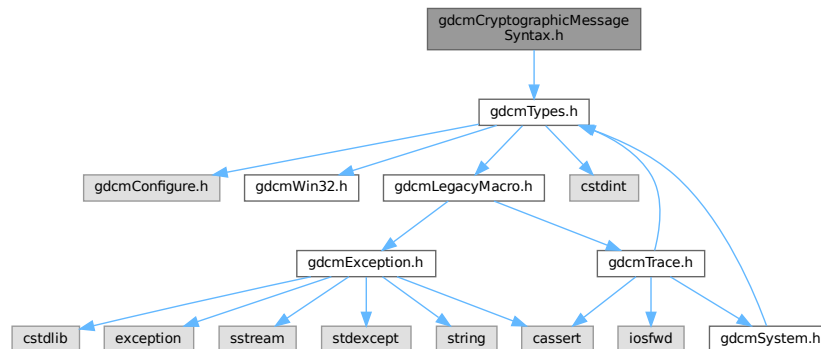 gdcmCryptographicMessage
Syntax.h
gdcmTypes.h
gdcmConfigure.h
gdcmWin32.h
gdcmLegacyMacro.h
cstdint
gdcmException.h
gdcmTrace.h
cstdlib
exception
sstream
stdexcept
string
cassert
iosfwd
gdcmSystem.h